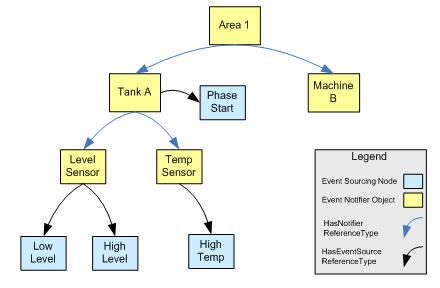 Area 1
Tank A
Phase
Start
Machine
B
Level
Sensor
Temp
Sensor
Low
Level
High
Level
High
Temp
Legend
Event Sourcing Node
Event Notifier Object
HasNotifier
ReferenceType
HasEventSource
ReferenceType